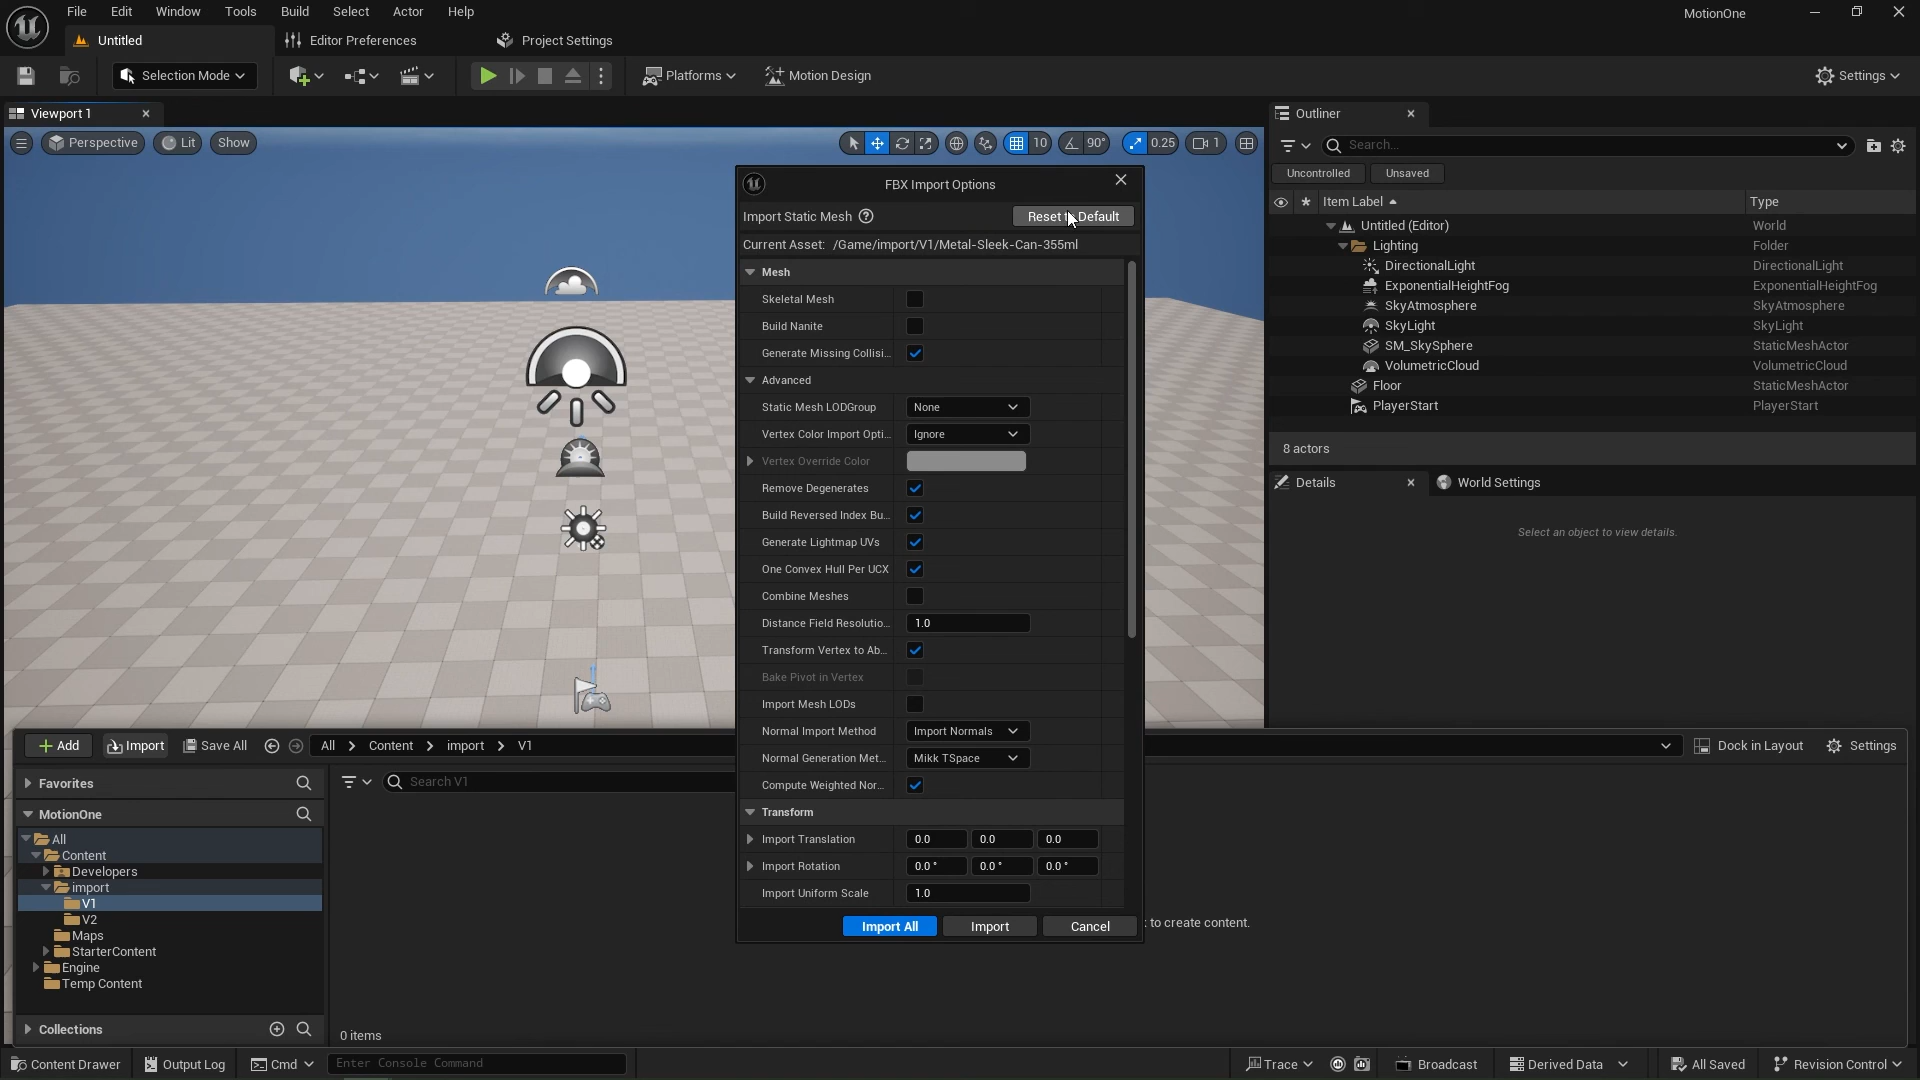 File Edit Window Tools Build Select Actor Help MotionOne
Untitled Editor Preferences Project Settings
Selection Mode Platforms Motion Design Settings
Viewport 1
Perspective Lit Show 10 90° 0.25 1
Outliner
Search...
Uncontrolled Unsaved
Item Label Type
Untitled (Editor) World
Lighting Folder
DirectionalLight DirectionalLight
ExponentialHeightFog ExponentialHeightFog
SkyAtmosphere SkyAtmosphere
SkyLight SkyLight
SM_SkySphere StaticMeshActor
VolumetricCloud VolumetricCloud
Floor StaticMeshActor
PlayerStart PlayerStart
8 actors
Details World Settings
Select an object to view details.
FBX Import Options
Import Static Mesh Reset Default
Current Asset: /Game/import/V1/Metal-Sleek-Can-355ml
Mesh
Skeletal Mesh
Build Nanite
Generate Missing Collisi...
Advanced
Static Mesh LODGroup None
Vertex Color Import Opti... Ignore
Vertex Override Color
Remove Degenerates
Build Reversed Index Bu...
Generate Lightmap UVs
One Convex Hull Per UCX
Combine Meshes
Distance Field Resolutio... 1.0
Transform Vertex to Ab...
Bake Pivot in Vertex
Import Mesh LODs
Normal Import Method Import Normals
Normal Generation Met... Mikk TSpace
Compute Weighted Nor...
Transform
Import Translation 0.0 0.0 0.0
Import Rotation 0.0 ° 0.0 ° 0.0 °
Import Uniform Scale 1.0
Import All Import Cancel
Add Import Save All All Content import V1 Dock in Layout Settings
Favorites
Search V1
MotionOne
All
Content
Developers
import
V1
V2
Maps
StarterContent
Engine
Temp Content
Collections
to create content.
0 items
Content Drawer Output Log Cmd Enter Console Command Trace Broadcast Derived Data All Saved Revision Control